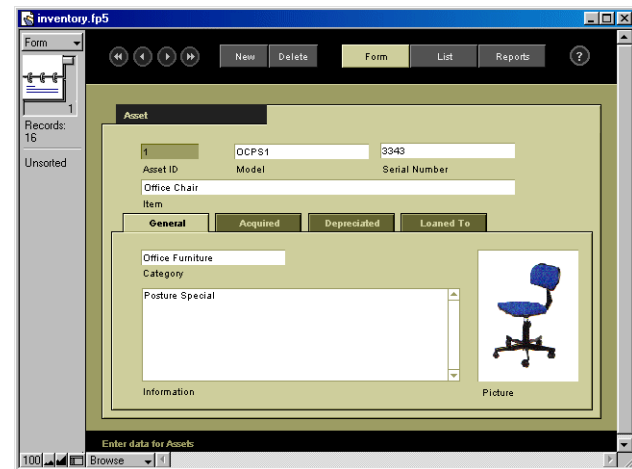 inventory.fp5
Form
New Delete Form List Reports ?
1
Records:
16
Unsorted
Asset
1 OCPS1 3343
Asset ID Model Serial Number
Office Chair
Item
General Acquired Depreciated Loaned To
Office Furniture
Category
Posture Special
Information Picture
Enter data for Assets
100 Browse